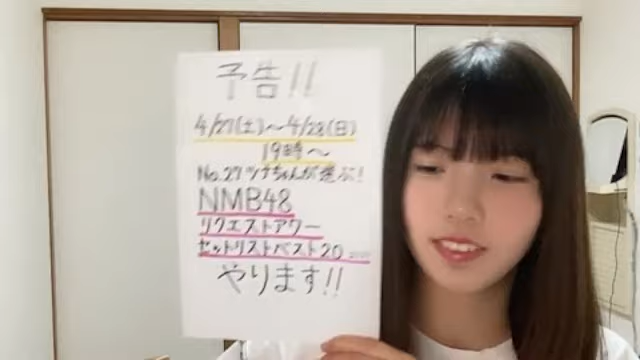 予告!!
4/27(土)～4/28(日)
19時～
No.27 ツナちゃんが選ぶ!
NMB48
リクエストアワー
セットリストベスト20
やります!!